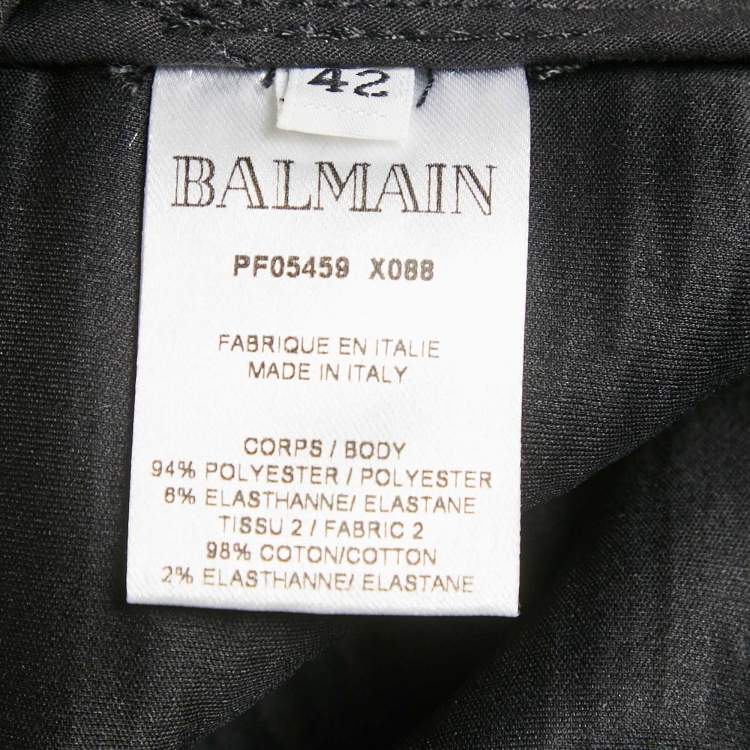 42
BALMAIN
PF05459 X088
FABRIQUE EN ITALIE
MADE IN ITALY
CORPS / BODY
94% POLYESTER / POLYESTER
6% ELASTHANNE/ ELASTANE
TISSU 2 / FABRIC 2
98% COTON/COTTON
2% ELASTHANNE/ ELASTANE